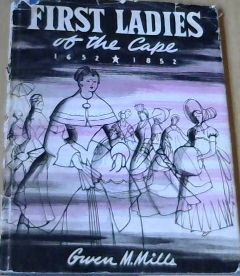 FIRST LADIES
of the Cape
1652 ★ 1852
Gwen M. Mills